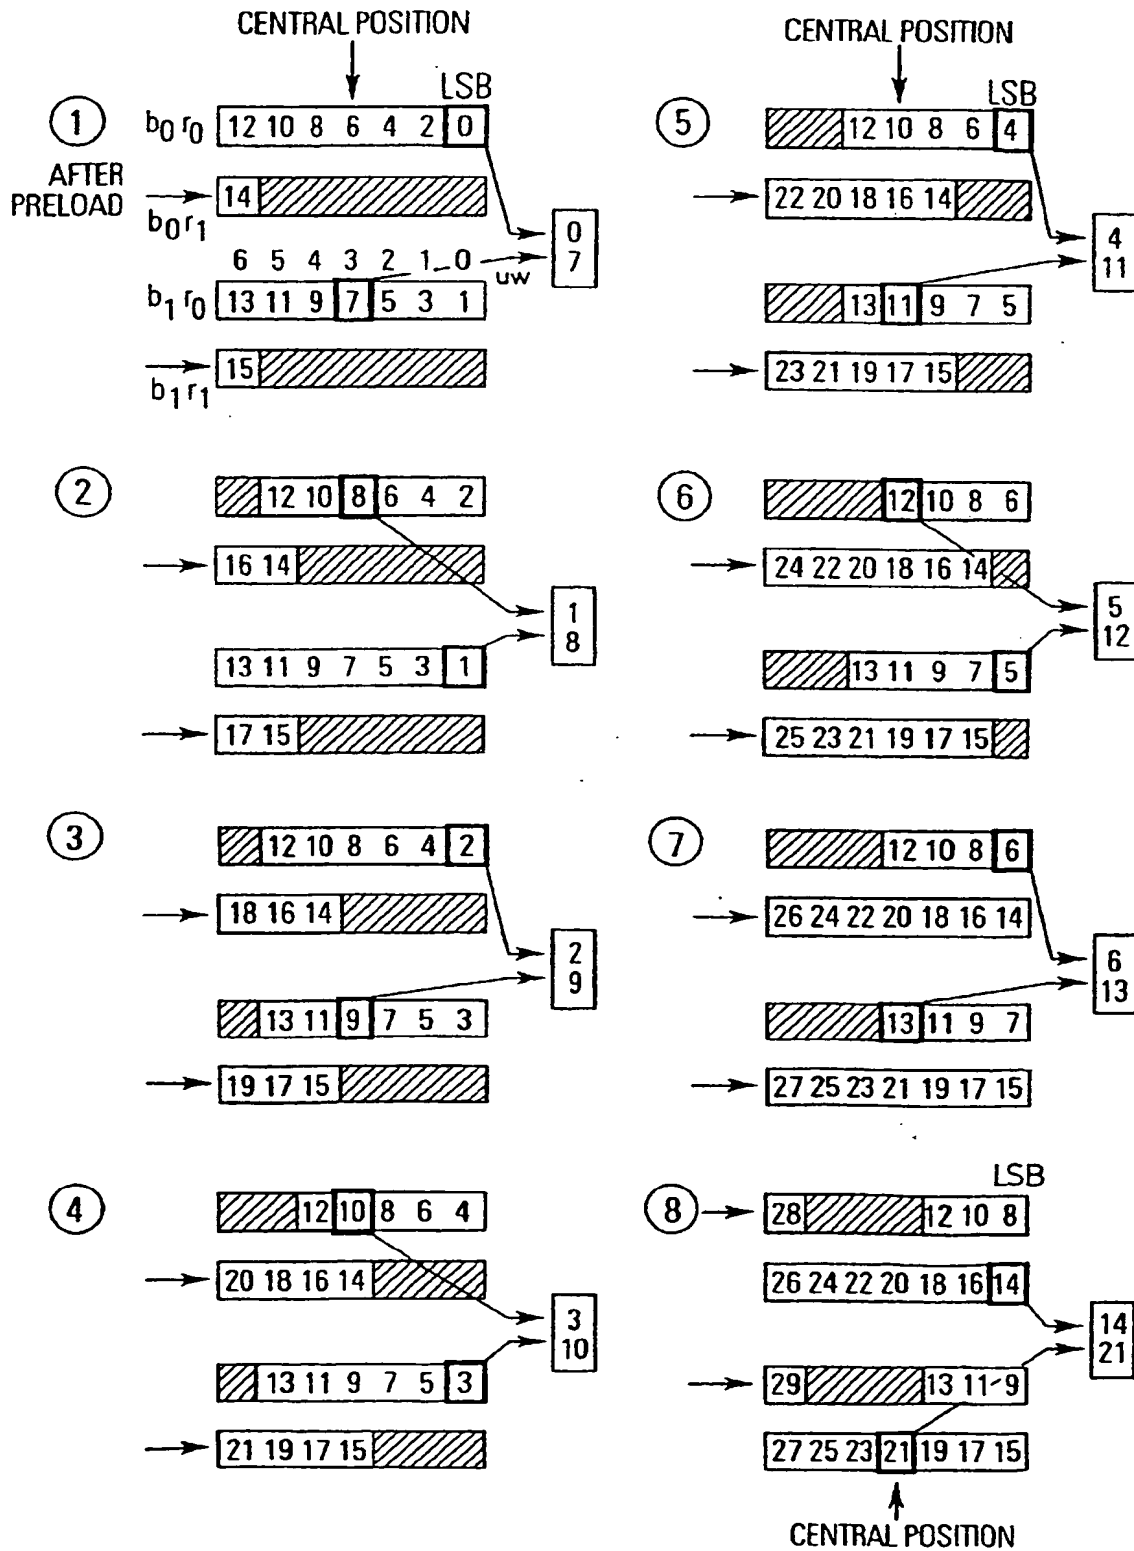 CENTRAL POSITION
LSB
1
b0 r0 12 10 8 6 4 2 0
AFTER
PRELOAD
14
b0 r1
0
7
6 5 4 3 2 1 0
uw
b1 r0 13 11 9 7 5 3 1
15
b1 r1
2
12 10 8 6 4 2
16 14
1
8
13 11 9 7 5 3 1
17 15
3
12 10 8 6 4 2
18 16 14
2
9
13 11 9 7 5 3
19 17 15
4
12 10 8 6 4
20 18 16 14
3
10
13 11 9 7 5 3
21 19 17 15
CENTRAL POSITION
LSB
5
12 10 8 6 4
22 20 18 16 14
4
11
13 11 9 7 5
23 21 19 17 15
6
12 10 8 6
24 22 20 18 16 14
5
12
13 11 9 7 5
25 23 21 19 17 15
7
12 10 8 6
26 24 22 20 18 16 14
6
13
13 11 9 7
27 25 23 21 19 17 15
LSB
8
28 12 10 8
26 24 22 20 18 16 14
14
21
29 13 11 9
27 25 23 21 19 17 15
CENTRAL POSITION